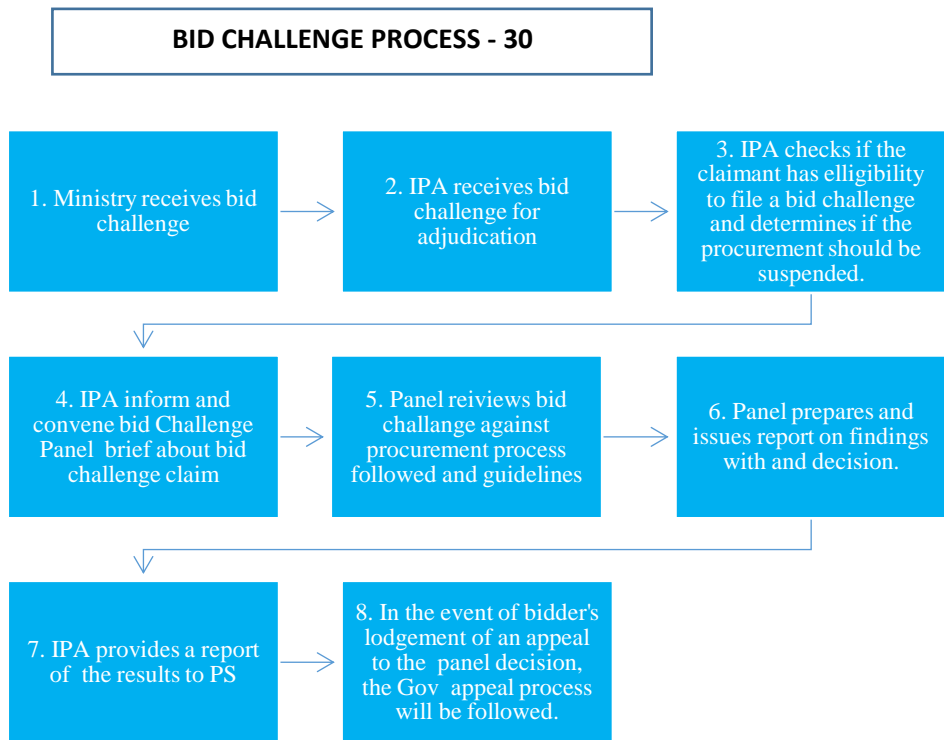 BID CHALLENGE PROCESS - 30
1. Ministry receives bid
challenge
2. IPA receives bid
challenge for
adjudication
3. IPA checks if the
claimant has elligibility
to file a bid challenge
and determines if the
procurement should be
suspended.
4. IPA inform and
convene bid Challenge
Panel brief about bid
challenge claim
5. Panel reiviews bid
challange against
procurement process
followed and guidelines
6. Panel prepares and
issues report on findings
with and decision.
7. IPA provides a report
of the results to PS
8. In the event of bidder's
lodgement of an appeal
to the panel decision,
the Gov appeal process
will be followed.